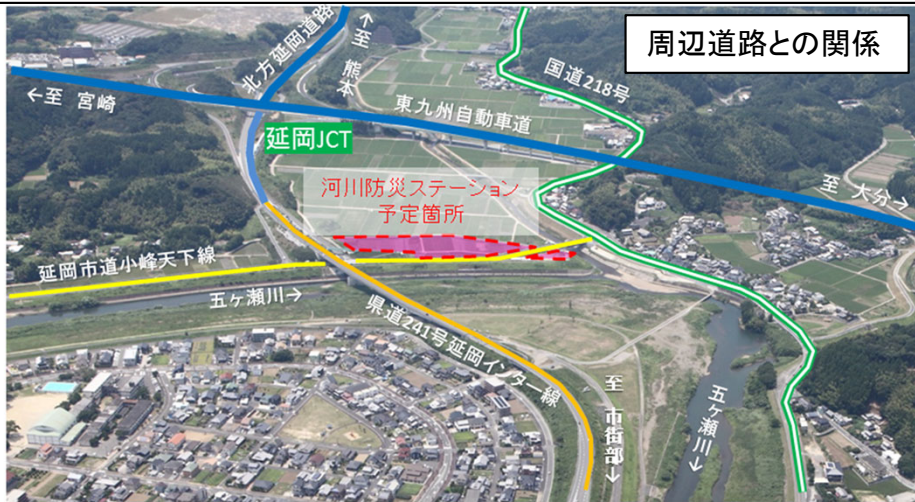 周辺道路との関係
北方延岡道路
←至 熊本
国道218号
←至 宮崎
東九州自動車道
延岡JCT
至 大分→
河川防災ステーション
予定箇所
延岡市道小峰天下線
五ヶ瀬川→
県道241号延岡インター線
至 市街部→
五ヶ瀬川→